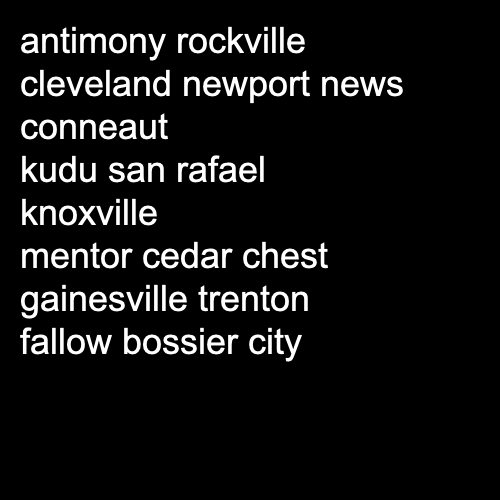 antimony rockville
cleveland newport news
conneaut
kudu san rafael
knoxville
mentor cedar chest
gainesville trenton
fallow bossier city